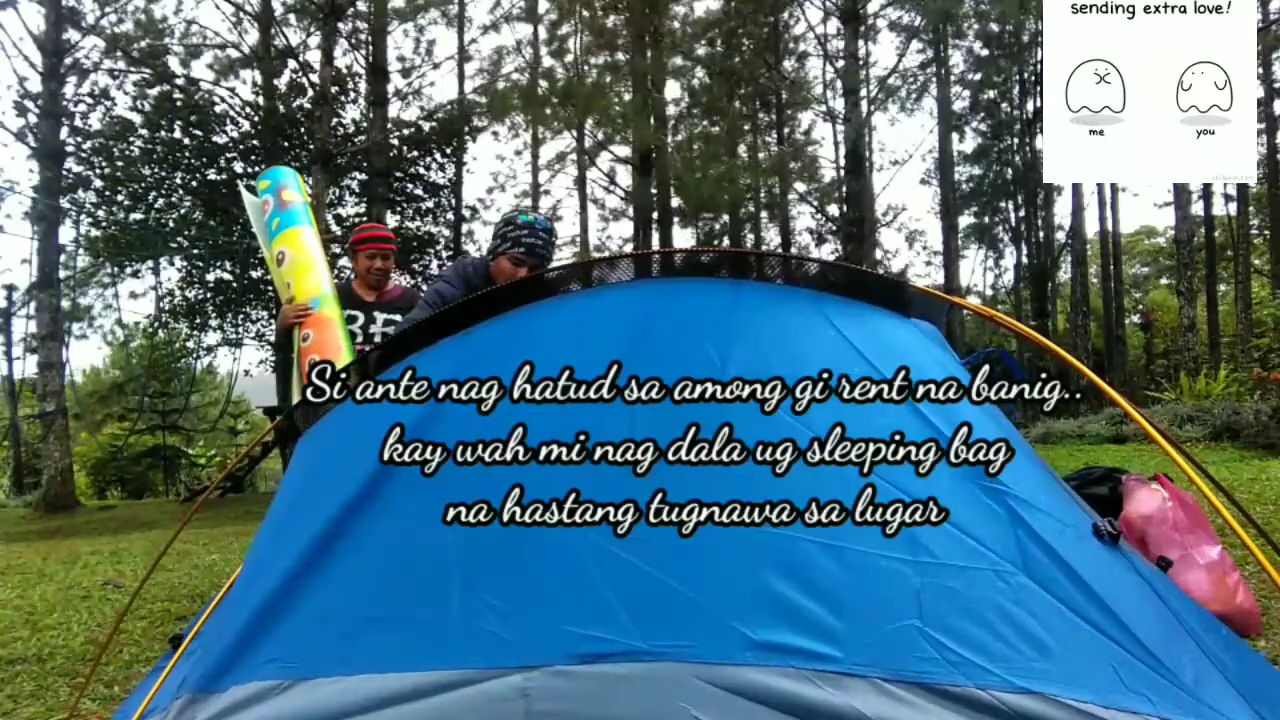 sending extra love!
me
you
BE
Si ante nag hatud sa among gi rent na banig..
kay wah mi nag dala ug sleeping bag
na hastang tugnawa sa lugar